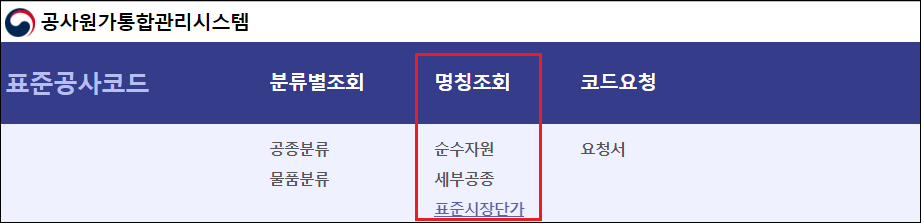 공사원가통합관리시스템
표준공사코드 분류별조회 명칭조회 코드요청
공종분류 순수자원 요청서
물품분류 세부공종
표준시장단가